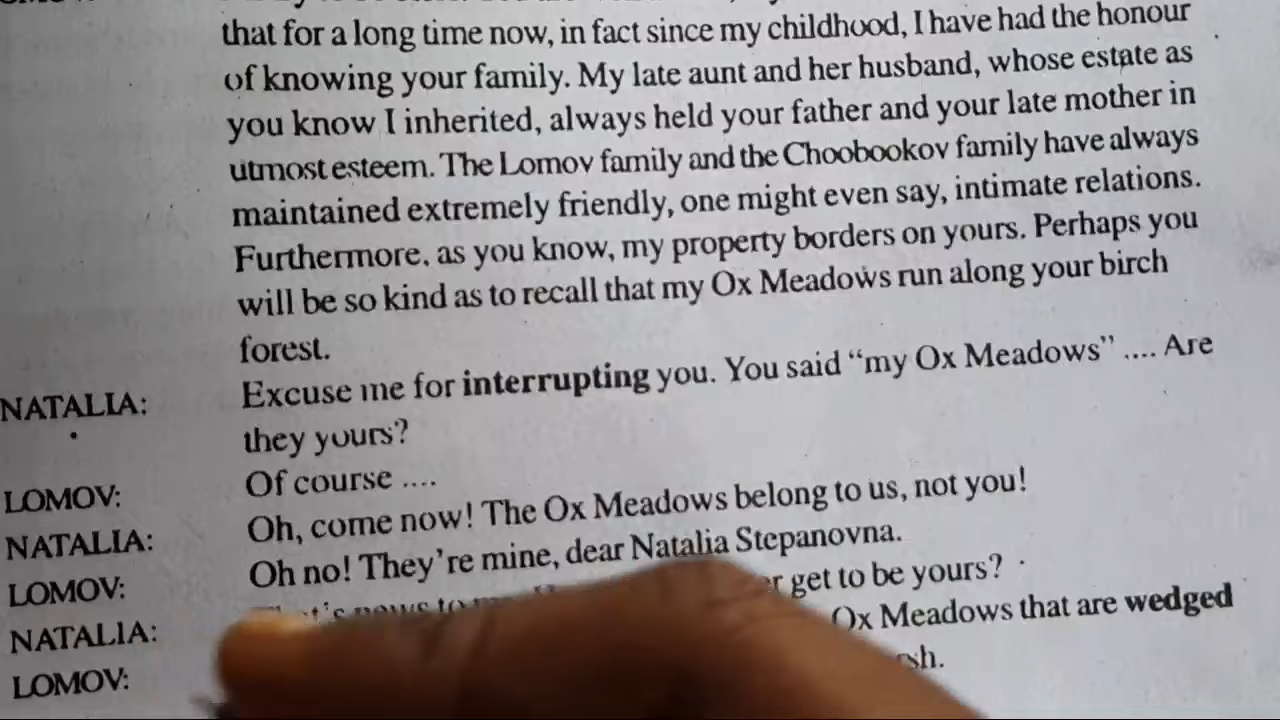 that for a long time now, in fact since my childhood, I have had the honour
of knowing your family. My late aunt and her husband, whose estate as
you know I inherited, always held your father and your late mother in
utmost esteem. The Lomov family and the Choobookov family have always
maintained extremely friendly, one might even say, intimate relations.
Furthermore, as you know, my property borders on yours. Perhaps you
will be so kind as to recall that my Ox Meadows run along your birch
forest.
NATALIA: Excuse me for interrupting you. You said “my Ox Meadows” .... Are
they yours?
LOMOV: Of course ....
NATALIA: Oh, come now! The Ox Meadows belong to us, not you!
LOMOV: Oh no! They’re mine, dear Natalia Stepanovna.
NATALIA: news to get to be yours?
LOMOV: Ox Meadows that are wedged